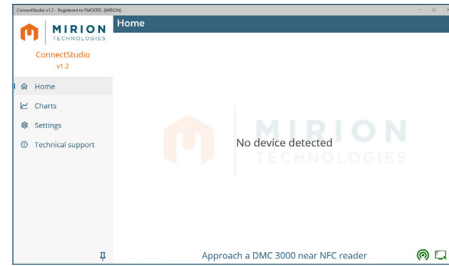 ConnectStudio v1.2 - Registered to PMOEREL (MIRION)
Home
MIRION
TECHNOLOGIES
ConnectStudio
v1.2
Home
Charts
Settings
Technical support
MIRION
TECHNOLOGIES
No device detected
Approach a DMC 3000 near NFC reader